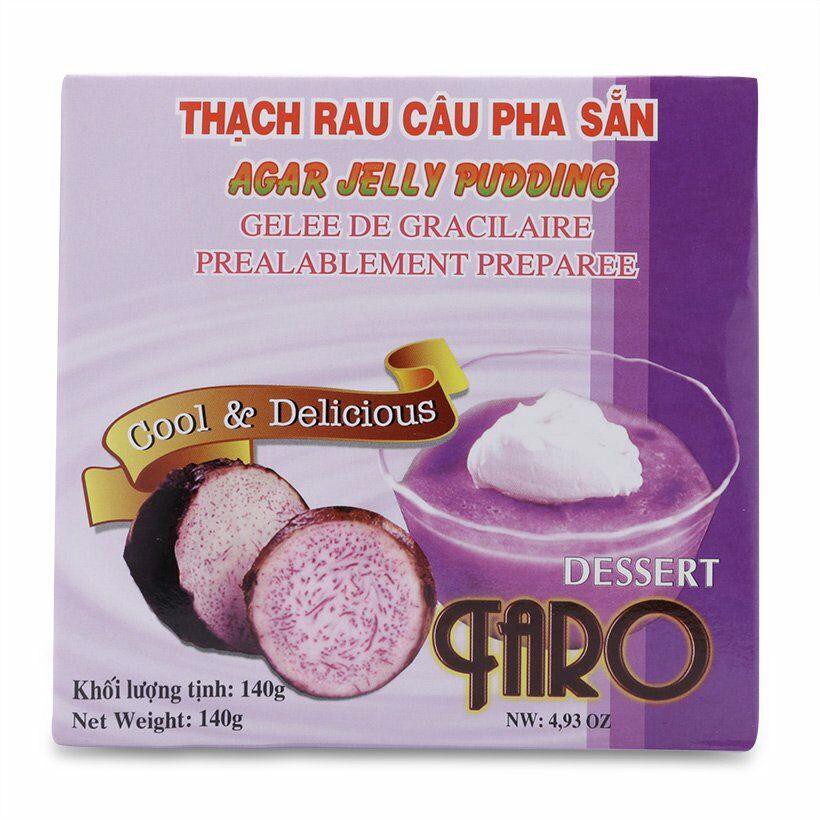 THẠCH RAU CÂU PHA SẴN
AGAR JELLY PUDDING
GELEE DE GRACILAIRE
PREALABLEMENT PREPAREE
Cool & Delicious
DESSERT
TARO
Khối lượng tịnh: 140g
Net Weight: 140g
NW: 4,93 OZ